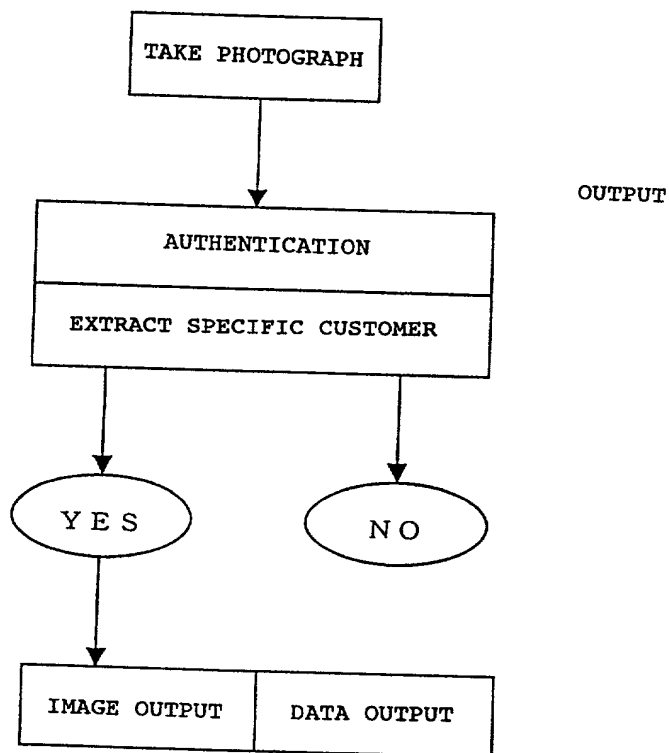 TAKE PHOTOGRAPH
OUTPUT
AUTHENTICATION
EXTRACT SPECIFIC CUSTOMER
YES
NO
IMAGE OUTPUT
DATA OUTPUT